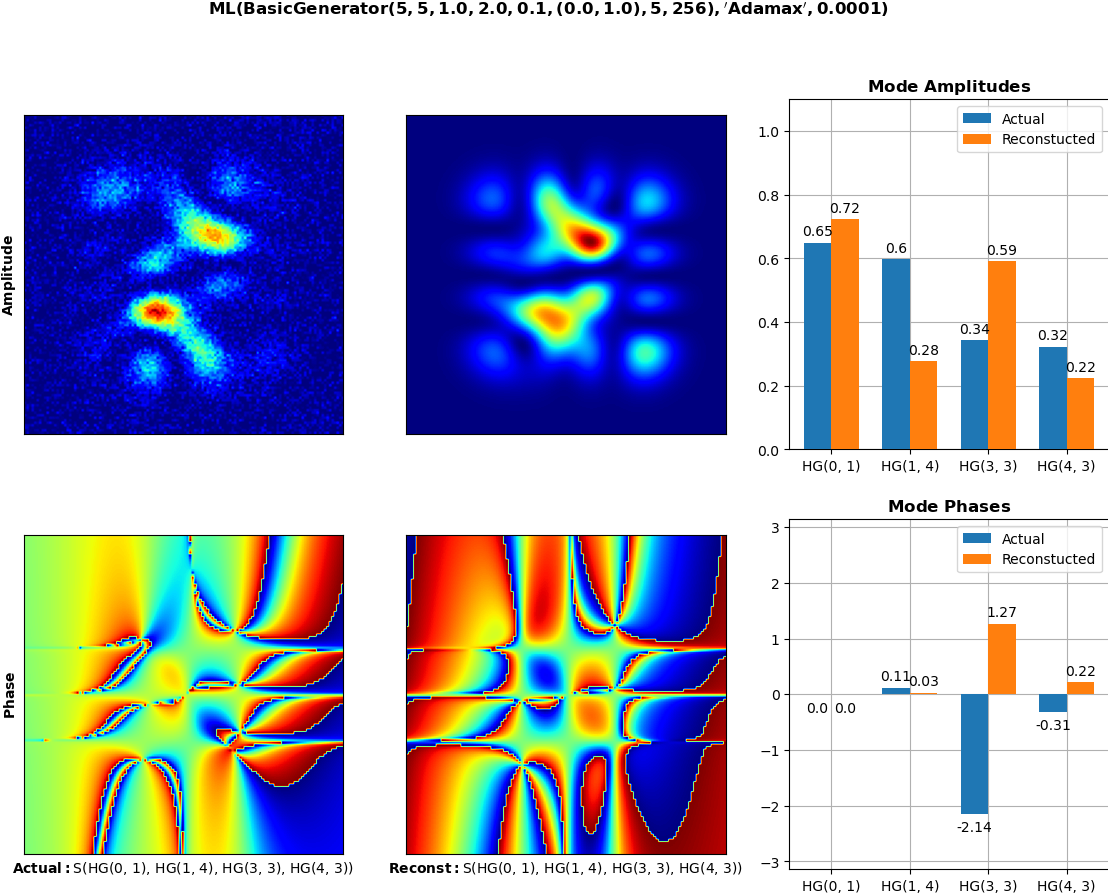 ML(BasicGenerator(5, 5, 1.0, 2.0, 0.1, (0.0, 1.0), 5, 256), ′Adamax′, 0.0001)
Amplitude
Mode Amplitudes
Actual
Reconstucted
1.0
0.8
0.6
0.4
0.2
0.0
0.65
0.72
0.6
0.28
0.34
0.59
0.32
0.22
HG(0, 1)
HG(1, 4)
HG(3, 3)
HG(4, 3)
Phase
Actual: S(HG(0, 1), HG(1, 4), HG(3, 3), HG(4, 3))
Reconst: S(HG(0, 1), HG(1, 4), HG(3, 3), HG(4, 3))
Mode Phases
Actual
Reconstucted
3
2
1
0
−1
−2
−3
0.0
0.0
0.11
0.03
-2.14
1.27
-0.31
0.22
HG(0, 1)
HG(1, 4)
HG(3, 3)
HG(4, 3)